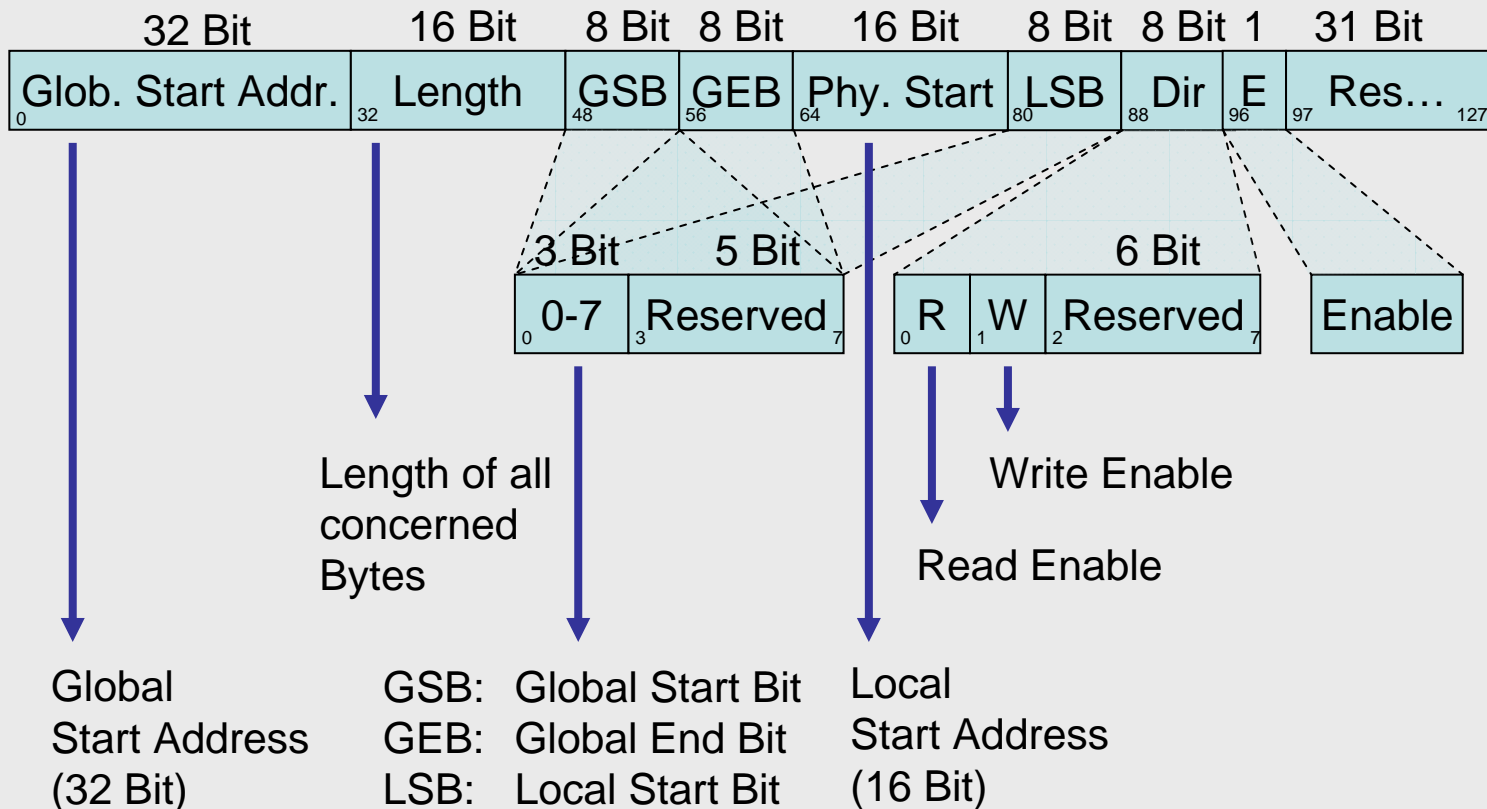 32 Bit 16 Bit 8 Bit 8 Bit 16 Bit 8 Bit 8 Bit 1 31 Bit
Glob. Start Addr. Length GSB GEB Phy. Start LSB Dir E Res…
0 32 48 56 64 80 88 96 97 127
3 Bit 5 Bit 6 Bit
0-7 Reserved R W Reserved Enable
0 3 7 0 1 2 7
Length of all
concerned
Bytes
Write Enable
Read Enable
Global
Start Address
(32 Bit)
GSB: Global Start Bit
GEB: Global End Bit
LSB: Local Start Bit
Local
Start Address
(16 Bit)